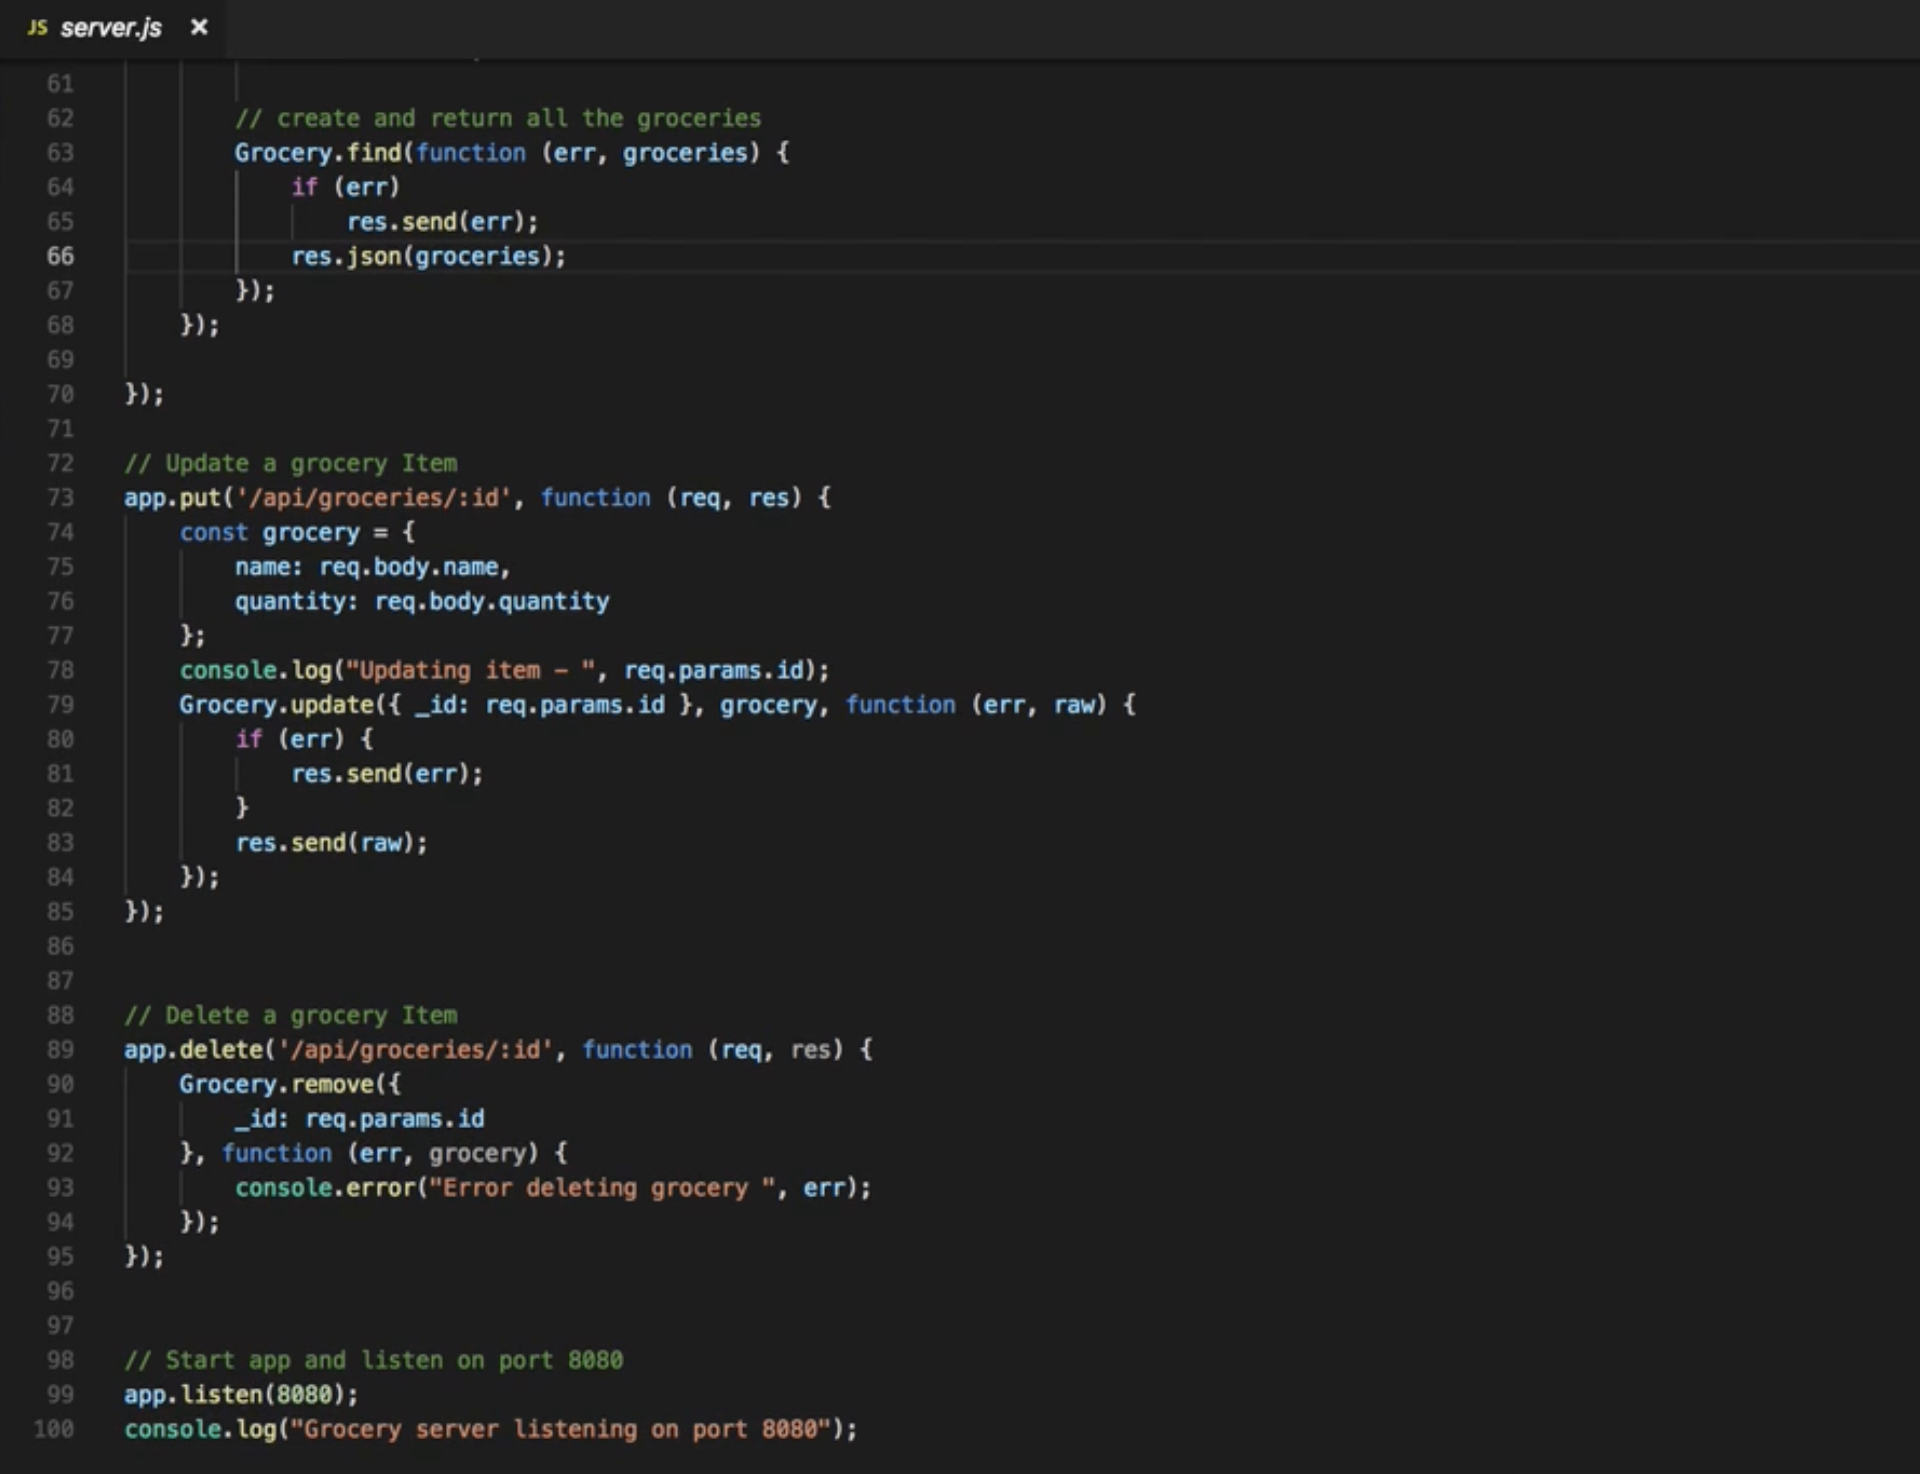 JS server.js ×
61
62 // create and return all the groceries
63 Grocery.find(function (err, groceries) {
64 if (err)
65 res.send(err);
66 res.json(groceries);
67 });
68 });
69
70 });
71
72 // Update a grocery Item
73 app.put('/api/groceries/:id', function (req, res) {
74 const grocery = {
75 name: req.body.name,
76 quantity: req.body.quantity
77 };
78 console.log("Updating item - ", req.params.id);
79 Grocery.update({ _id: req.params.id }, grocery, function (err, raw) {
80 if (err) {
81 res.send(err);
82 }
83 res.send(raw);
84 });
85 });
86
87
88 // Delete a grocery Item
89 app.delete('/api/groceries/:id', function (req, res) {
90 Grocery.remove({
91 _id: req.params.id
92 }, function (err, grocery) {
93 console.error("Error deleting grocery ", err);
94 });
95 });
96
97
98 // Start app and listen on port 8080
99 app.listen(8080);
100 console.log("Grocery server listening on port 8080");